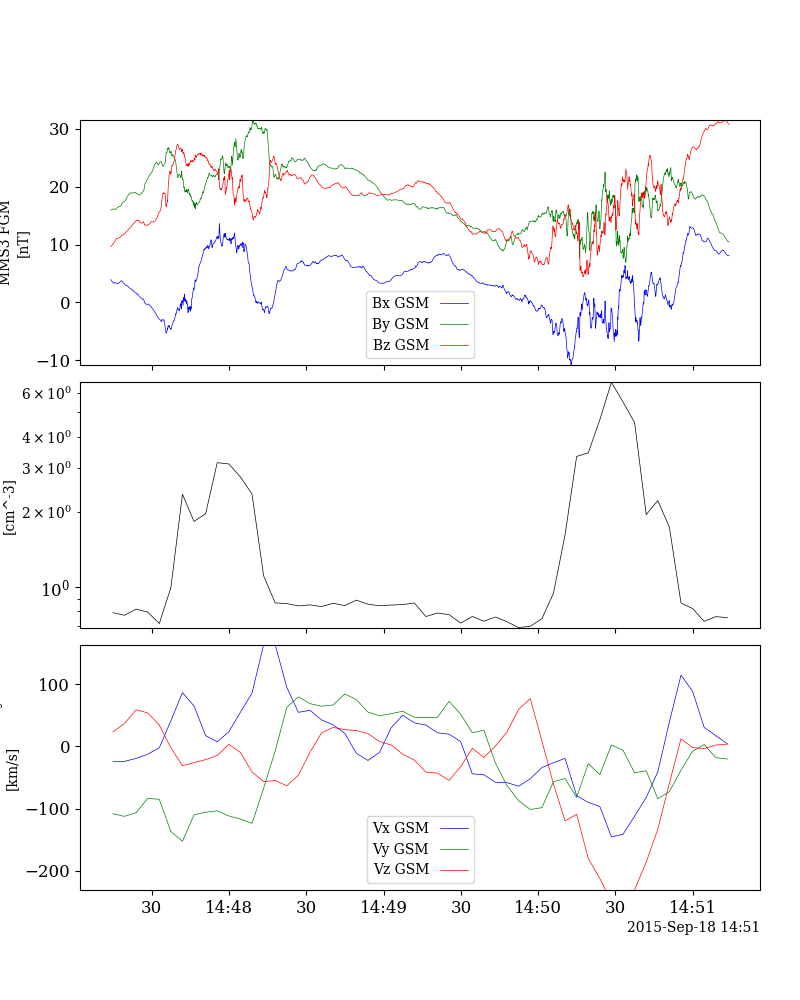 30
20
10
0
−10
MMS3 FGM
[nT]
Bx GSM
By GSM
Bz GSM
6 × 10⁰
4 × 10⁰
3 × 10⁰
2 × 10⁰
10⁰
[cm^-3]
100
0
−100
−200
[km/s]
Vx GSM
Vy GSM
Vz GSM
30 14:48 30 14:49 30 14:50 30 14:51
2015-Sep-18 14:51